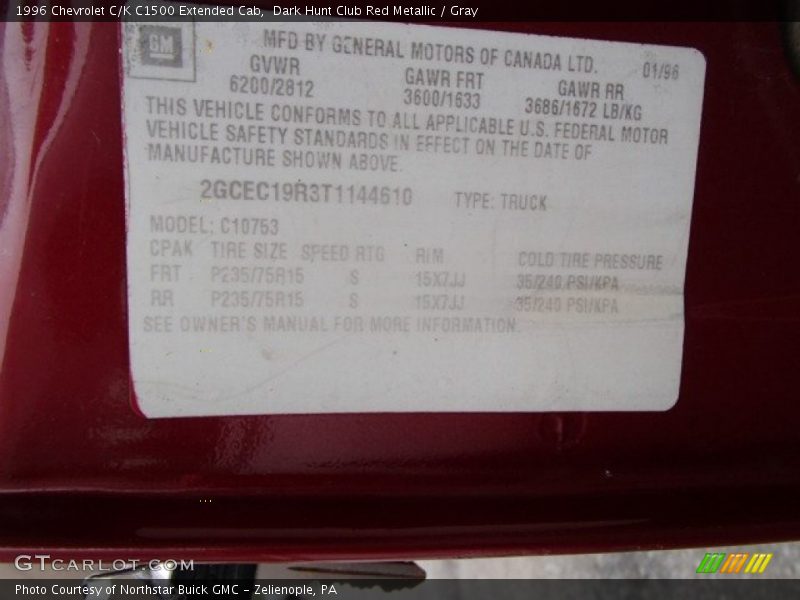 1996 Chevrolet C/K C1500 Extended Cab,  Dark Hunt Club Red Metallic / Gray
GM
MFD BY GENERAL MOTORS OF CANADA LTD.
01/96
GVWR GAWR FRT GAWR RR
6200/2812 3600/1633 3686/1672 LB/KG
THIS VEHICLE CONFORMS TO ALL APPLICABLE U.S. FEDERAL MOTOR
VEHICLE SAFETY STANDARDS IN EFFECT ON THE DATE OF
MANUFACTURE SHOWN ABOVE.
2GCEC19R3T1144610 TYPE: TRUCK
MODEL: C10753
CPAK TIRE SIZE SPEED RTG RIM COLD TIRE PRESSURE
FRT P235/75R15 S 15X7JJ 35/240 PSI/KPA
RR P235/75R15 S 15X7JJ 35/240 PSI/KPA
SEE OWNER'S MANUAL FOR MORE INFORMATION
GTCARLOT.COM
Photo Courtesy of Northstar Buick GMC – Zelienople, PA